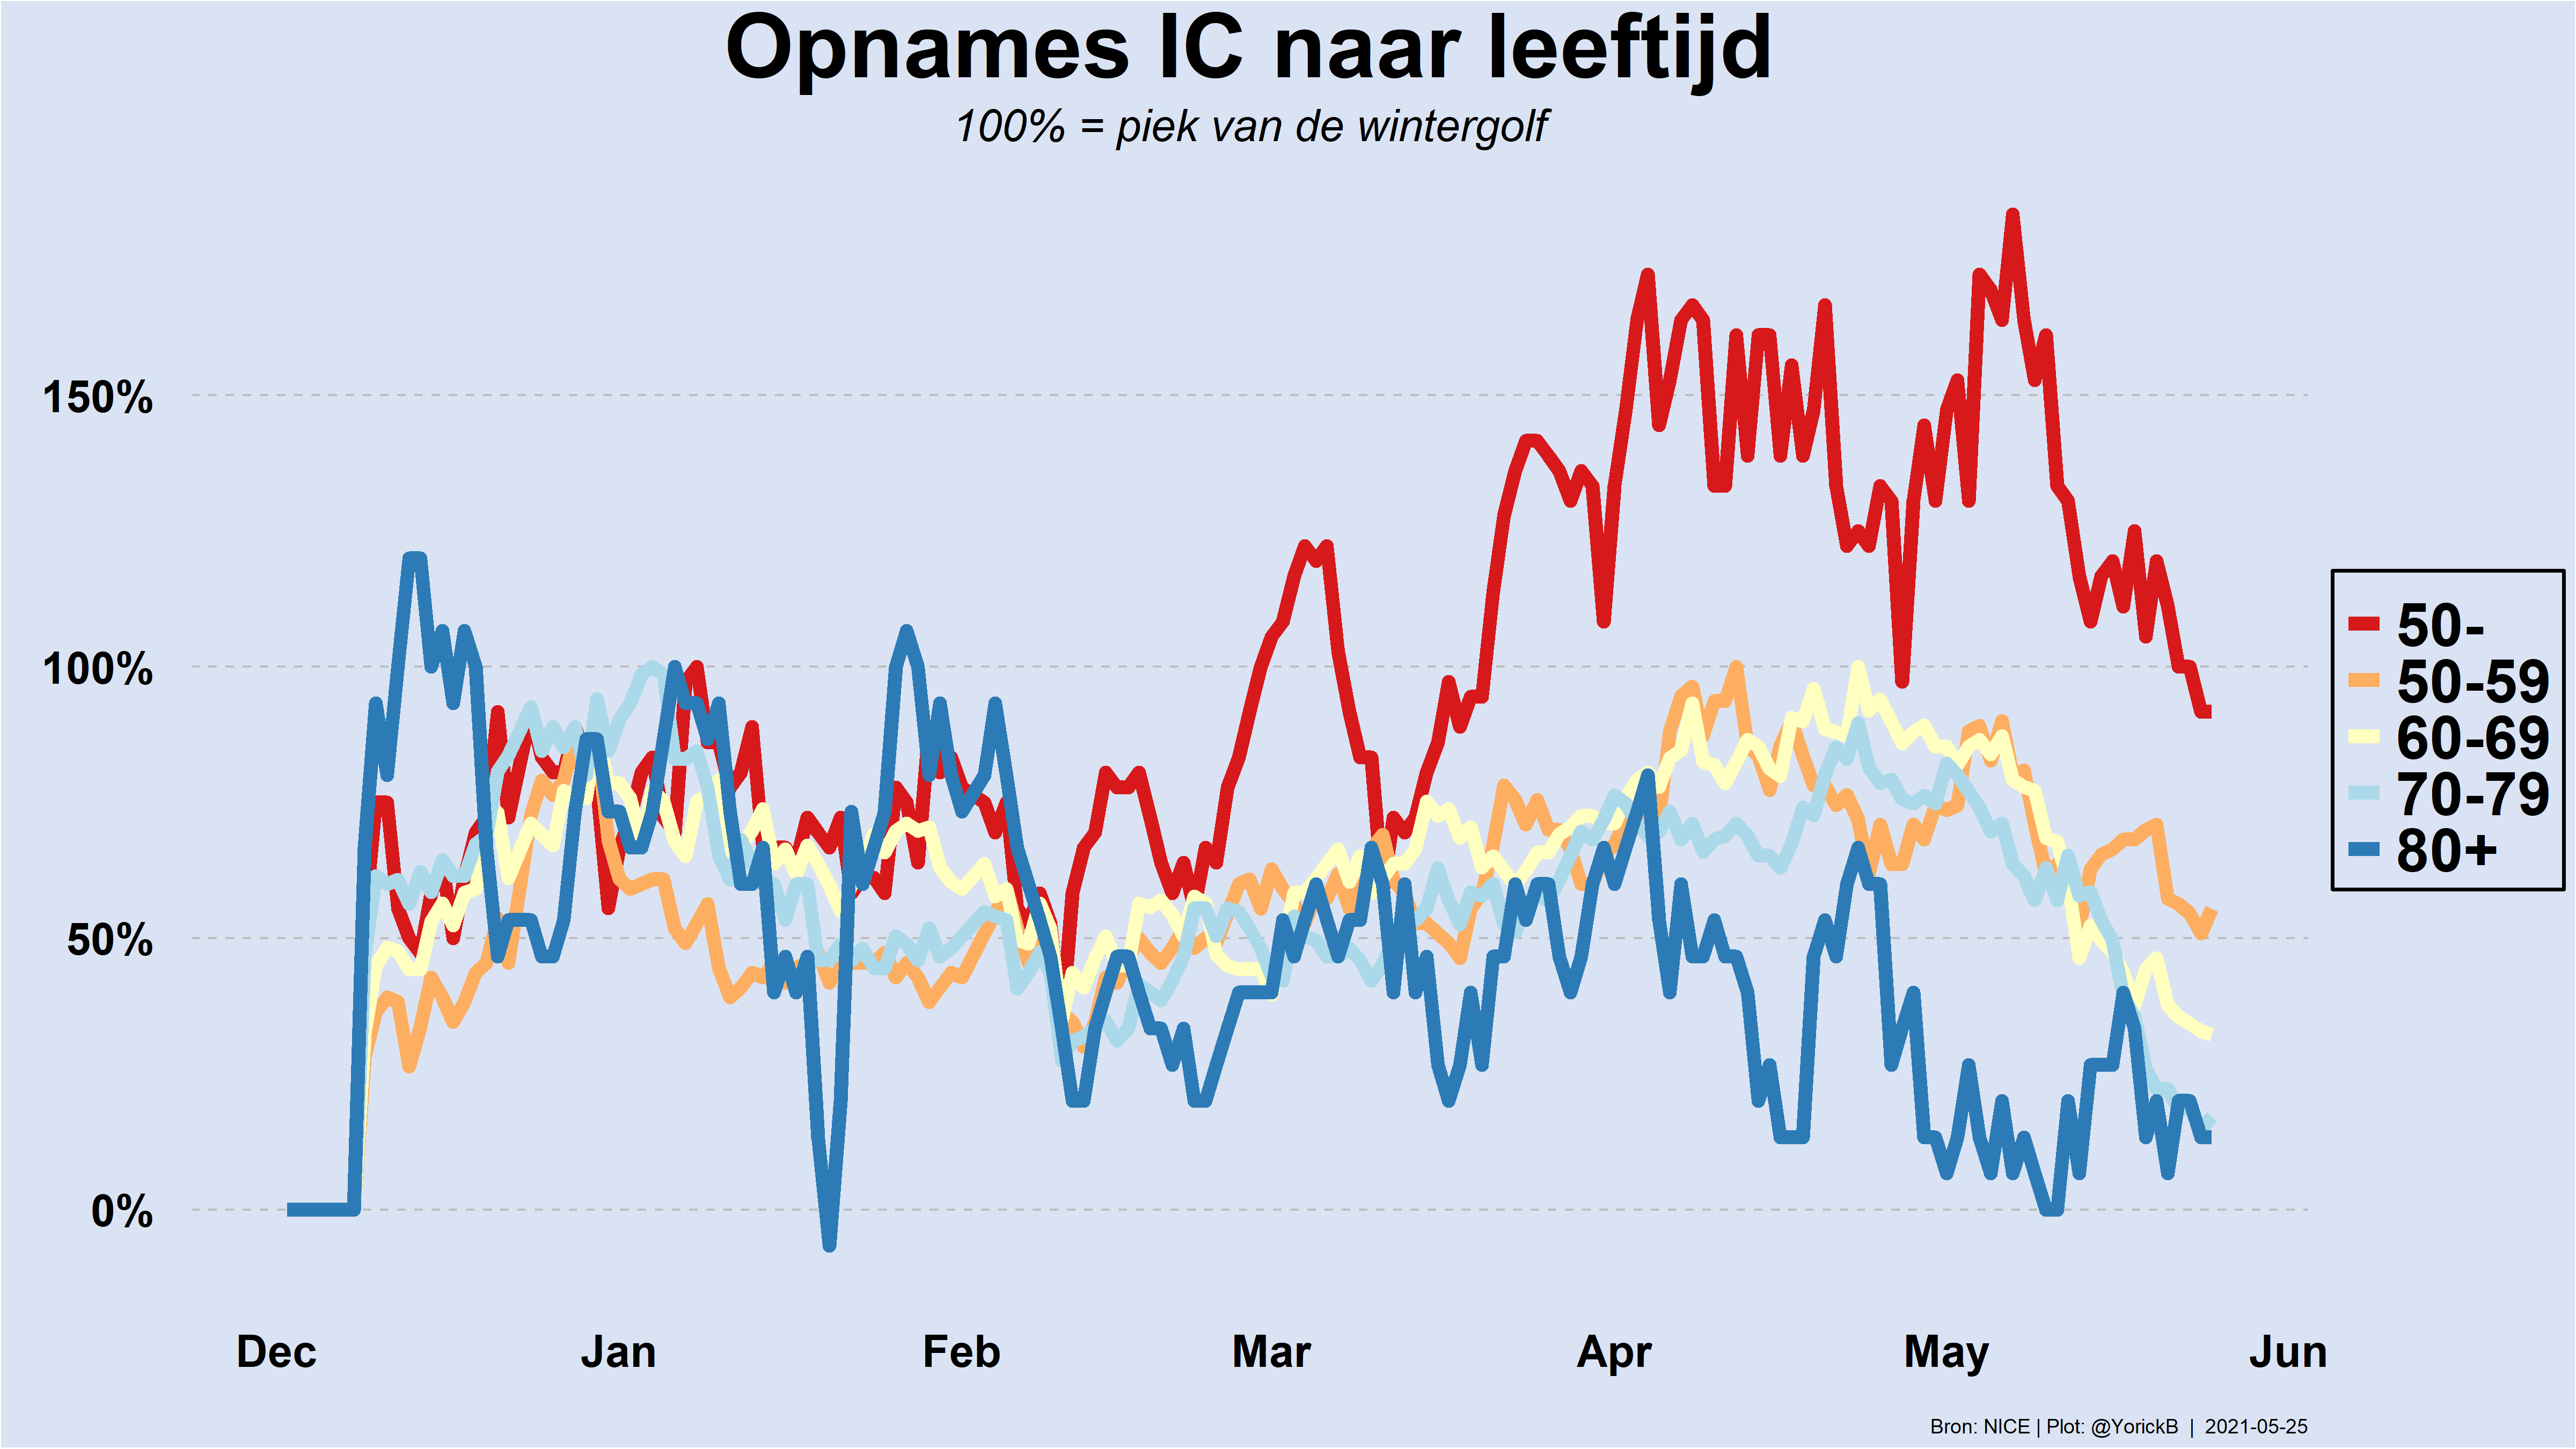 Opnames IC naar leeftijd
100% = piek van de wintergolf
150%
100%
50%
0%
50-
50-59
60-69
70-79
80+
Dec Jan Feb Mar Apr May Jun
Bron: NICE | Plot: @YorickB | 2021-05-25